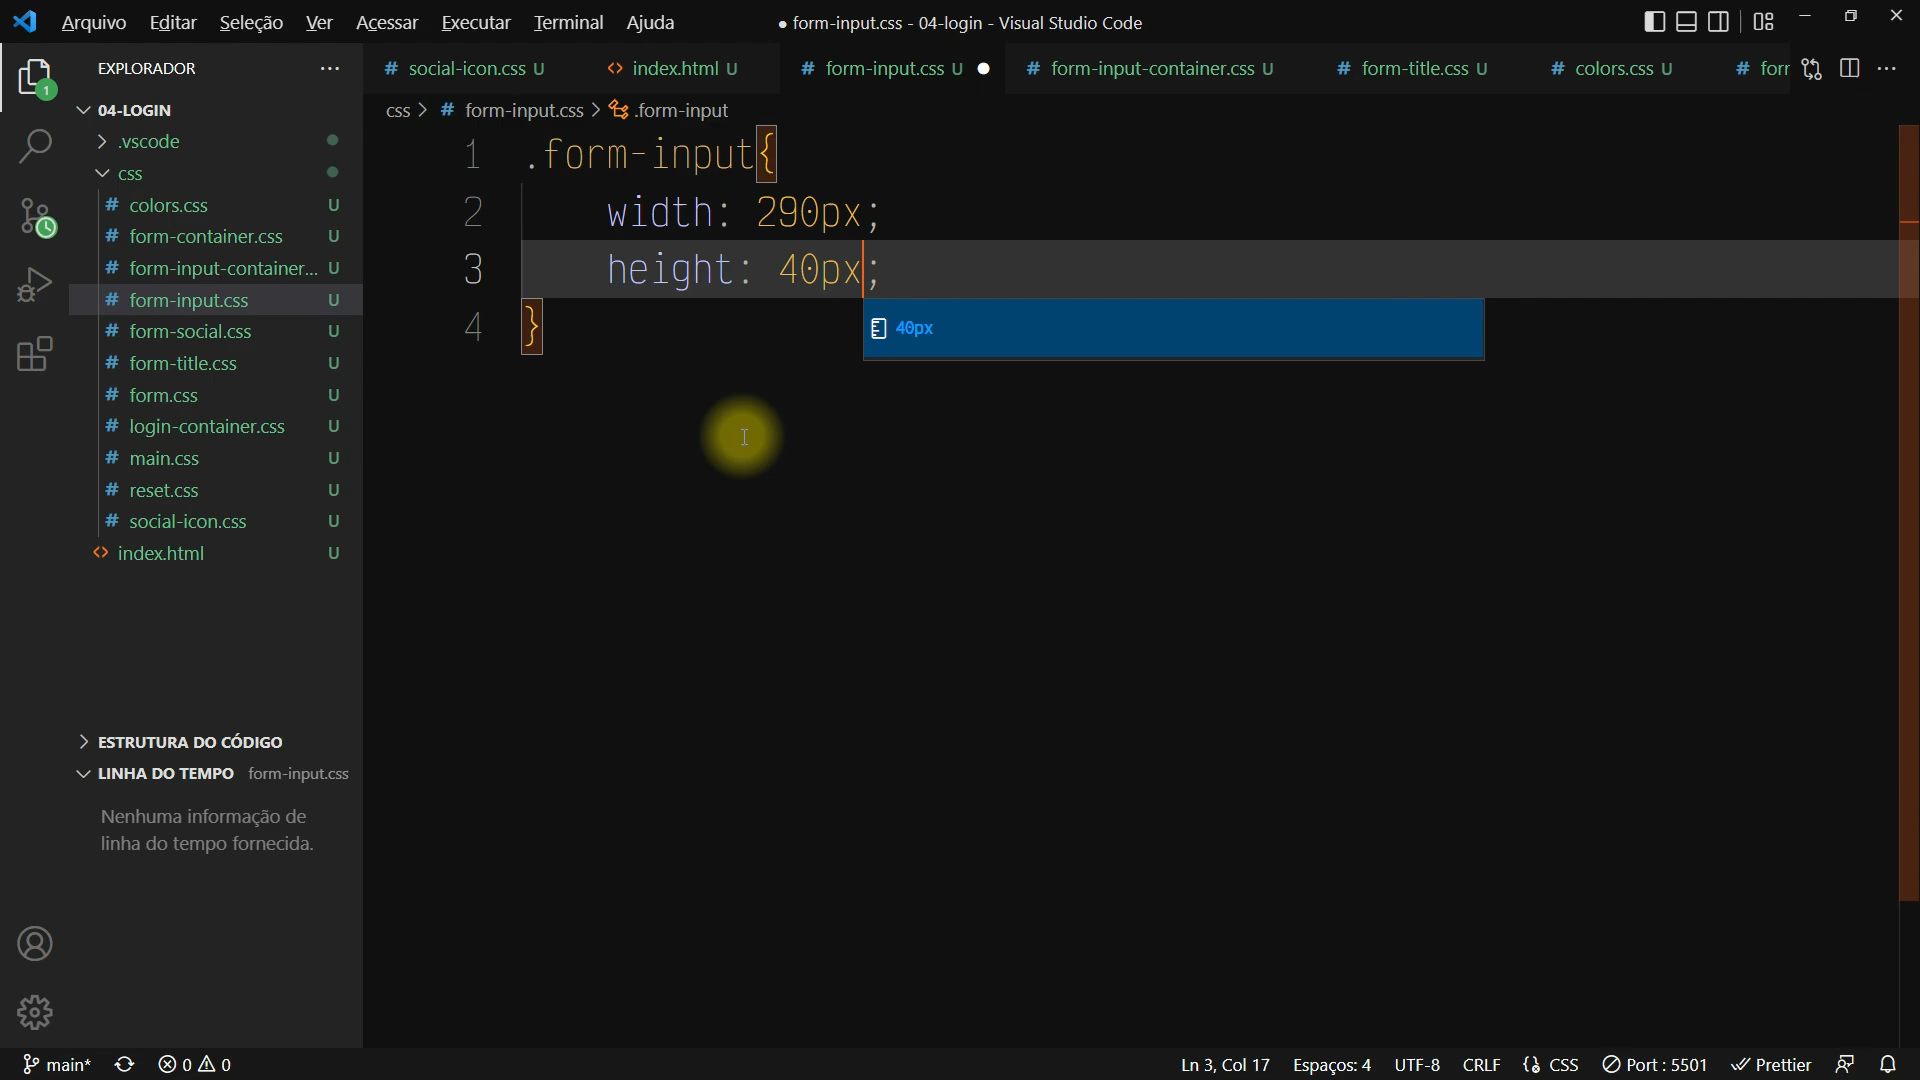 Arquivo Editar Seleção Ver Acessar Executar Terminal Ajuda
● form-input.css - 04-login - Visual Studio Code
EXPLORADOR ···
1
04-LOGIN
.vscode
css
# colors.css U
# form-container.css U
# form-input-container... U
# form-input.css U
# form-social.css U
# form-title.css U
# form.css U
# login-container.css U
# main.css U
# reset.css U
# social-icon.css U
<> index.html U
ESTRUTURA DO CÓDIGO
LINHA DO TEMPO form-input.css
Nenhuma informação de
linha do tempo fornecida.
# social-icon.css U <> index.html U # form-input.css U ● # form-input-container.css U # form-title.css U # colors.css U # forr
css > # form-input.css > .form-input
1 .form-input{
2 width: 290px;
3 height: 40px;
4 }
40px
main* 0 0 Ln 3, Col 17 Espaços: 4 UTF-8 CRLF {} CSS Port : 5501 Prettier